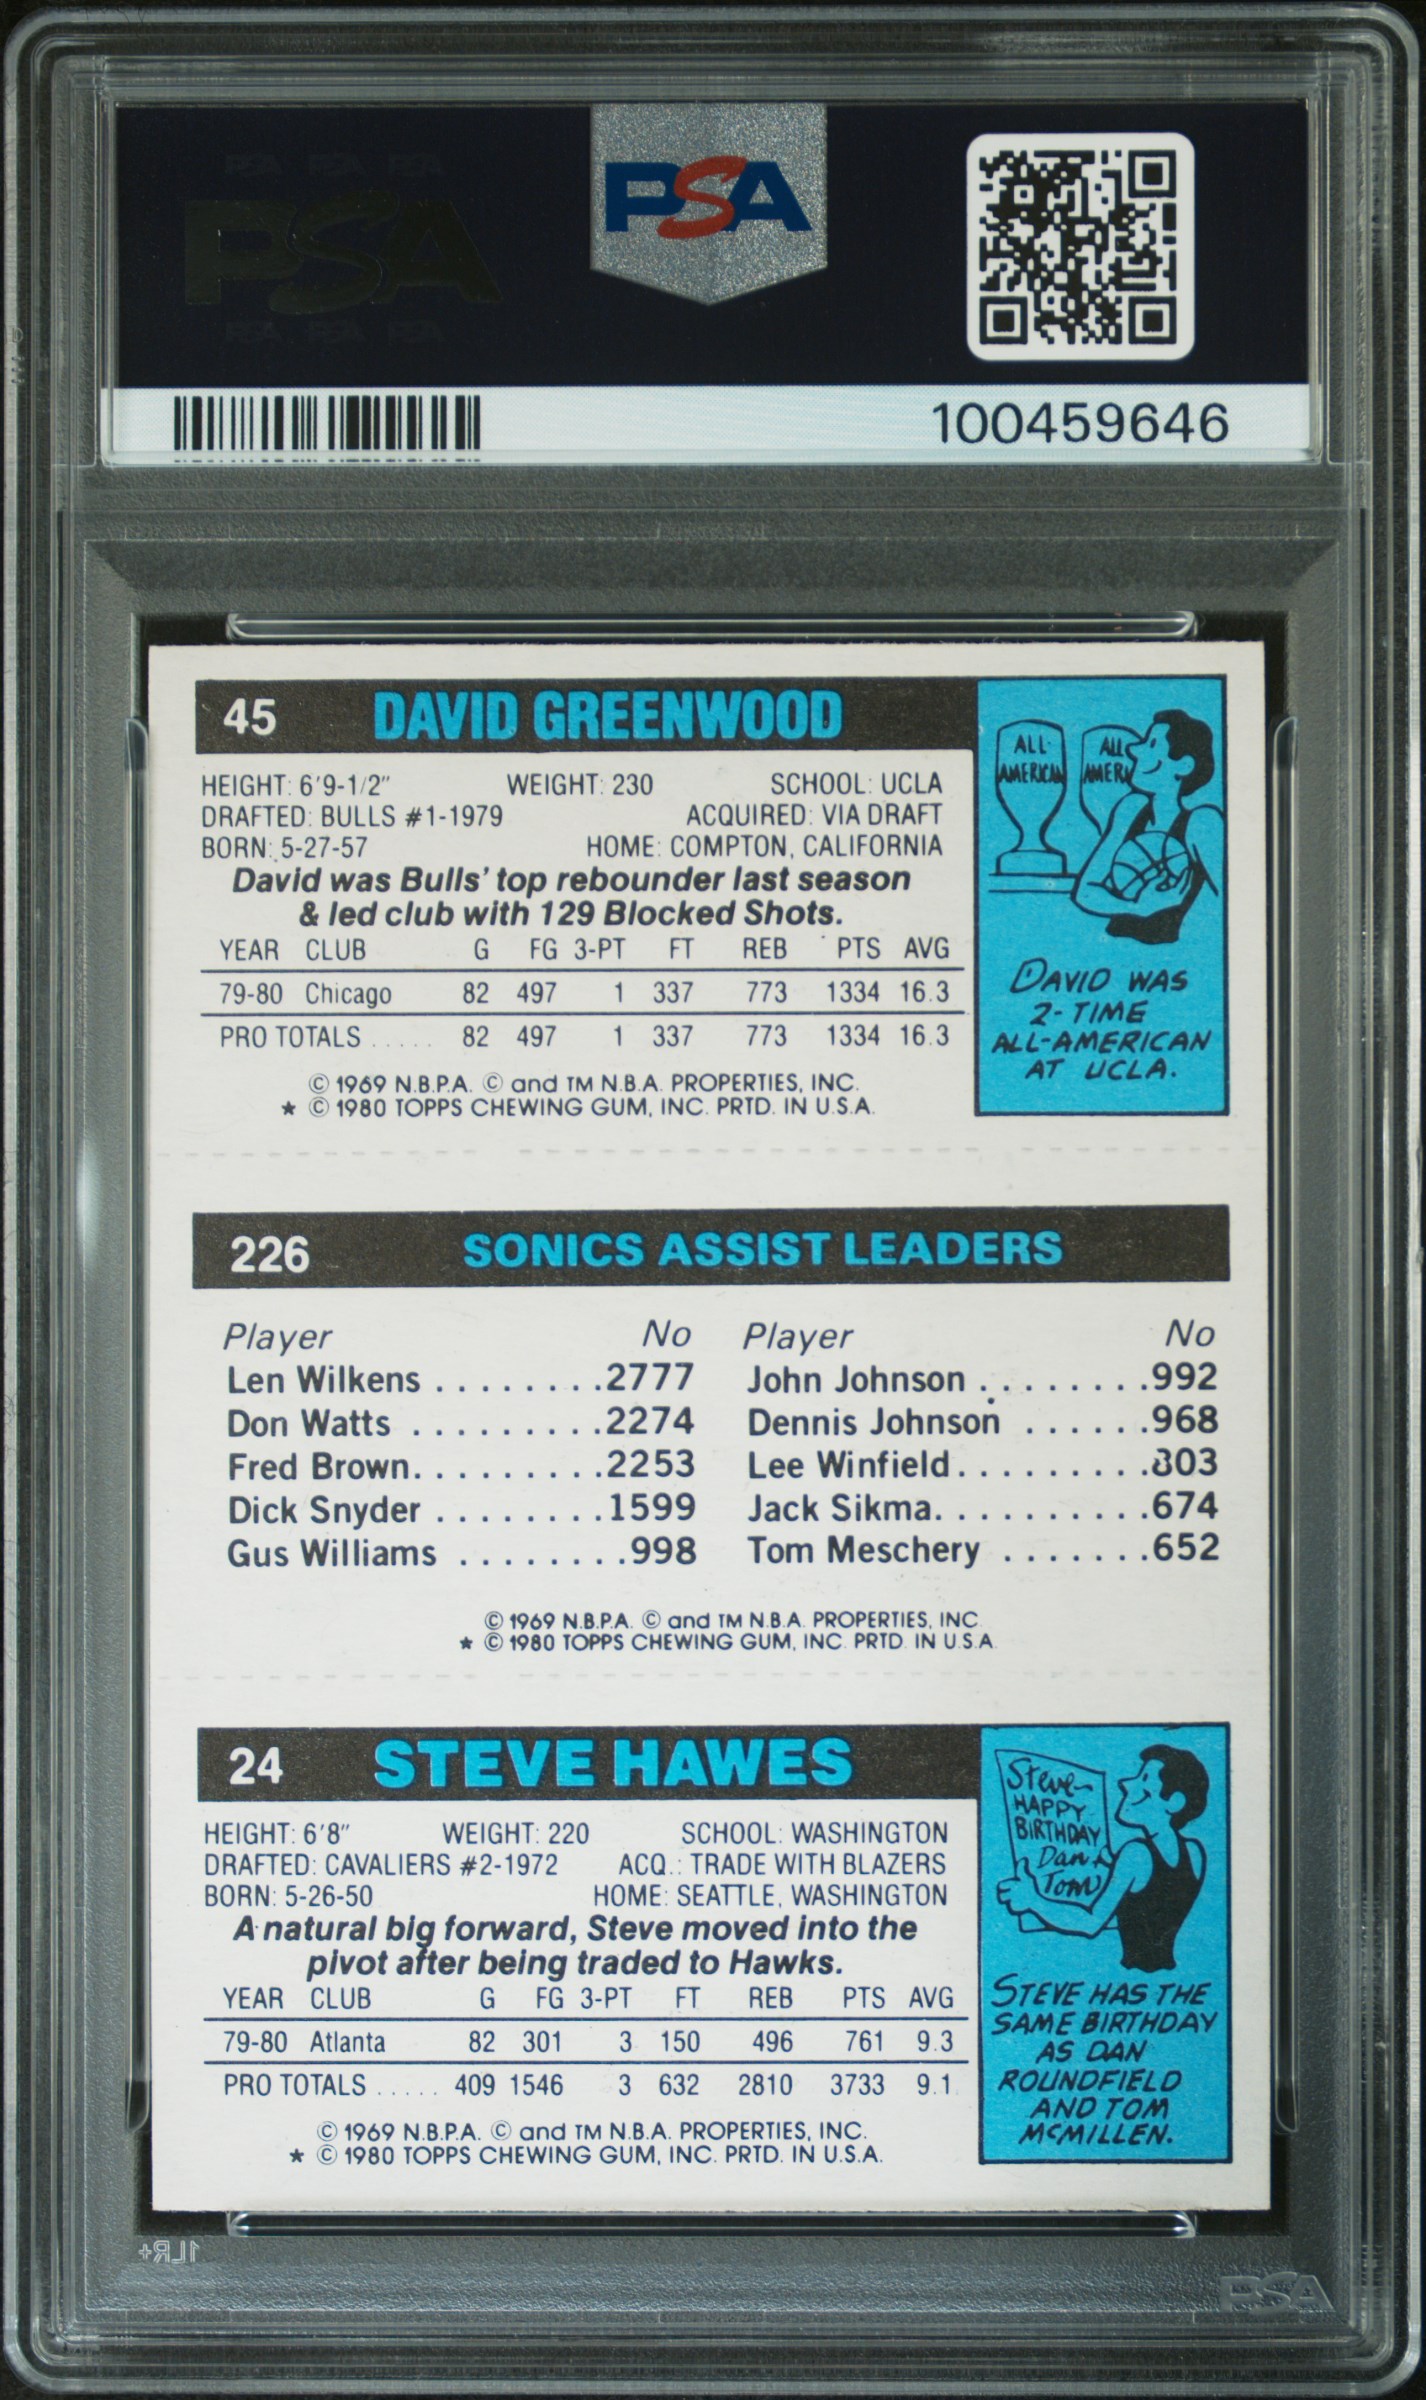 PSA PSA PSA
PSA
PSA PSA PSA
PSA
100459646
45 DAVID GREENWOOD
HEIGHT: 6'9-1/2" WEIGHT: 230 SCHOOL: UCLA
DRAFTED: BULLS #1-1979 ACQUIRED: VIA DRAFT
BORN: 5-27-57 HOME: COMPTON, CALIFORNIA
David was Bulls' top rebounder last season
& led club with 129 Blocked Shots.
YEAR CLUB G FG 3-PT FT REB PTS AVG
79-80 Chicago 82 497 1 337 773 1334 16.3
PRO TOTALS ..... 82 497 1 337 773 1334 16.3
© 1969 N.B.P.A. © and TM N.B.A. PROPERTIES, INC.
★ © 1980 TOPPS CHEWING GUM, INC. PRTD. IN U.S.A.
ALL-
AMERICAN
ALL
AMERI
DAVID WAS
2-TIME
ALL-AMERICAN
AT UCLA.
226 SONICS ASSIST LEADERS
Player No Player No
Len Wilkens ........2777 John Johnson ........992
Don Watts .........2274 Dennis Johnson ......968
Fred Brown.........2253 Lee Winfield.........803
Dick Snyder ........1599 Jack Sikma..........674
Gus Williams ........998 Tom Meschery .......652
© 1969 N.B.P.A. © and TM N.B.A. PROPERTIES, INC.
★ © 1980 TOPPS CHEWING GUM, INC. PRTD. IN U.S.A.
24 STEVE HAWES
HEIGHT: 6'8" WEIGHT: 220 SCHOOL: WASHINGTON
DRAFTED: CAVALIERS #2-1972 ACQ.: TRADE WITH BLAZERS
BORN: 5-26-50 HOME: SEATTLE, WASHINGTON
A natural big forward, Steve moved into the
pivot after being traded to Hawks.
YEAR CLUB G FG 3-PT FT REB PTS AVG
79-80 Atlanta 82 301 3 150 496 761 9.3
PRO TOTALS ..... 409 1546 3 632 2810 3733 9.1
© 1969 N.B.P.A. © and TM N.B.A. PROPERTIES, INC.
★ © 1980 TOPPS CHEWING GUM, INC. PRTD. IN U.S.A.
Steve-
HAPPY
BIRTHDAY
Dan &
Tom
STEVE HAS THE
SAME BIRTHDAY
AS DAN
ROUNDFIELD
AND TOM
McMILLEN.
1LR+
PSA